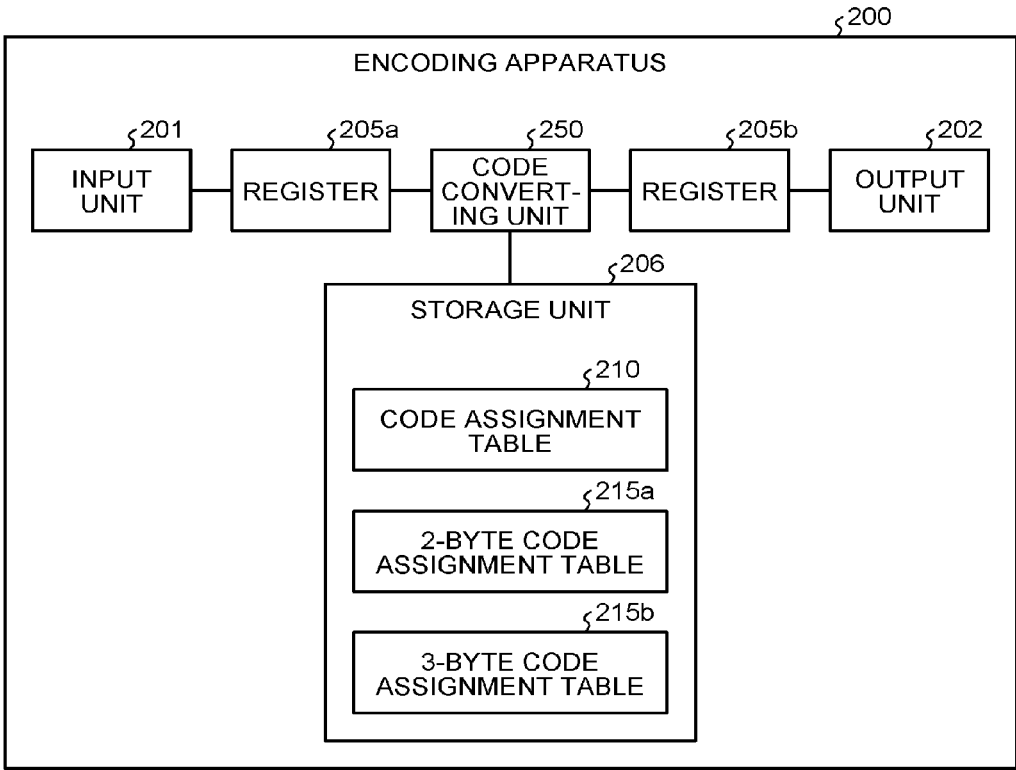 200
ENCODING APPARATUS
201
205a
250
205b
202
INPUT
UNIT
REGISTER
CODE
CONVERT-
ING UNIT
REGISTER
OUTPUT
UNIT
206
STORAGE UNIT
210
CODE ASSIGNMENT
TABLE
215a
2-BYTE CODE
ASSIGNMENT TABLE
215b
3-BYTE CODE
ASSIGNMENT TABLE